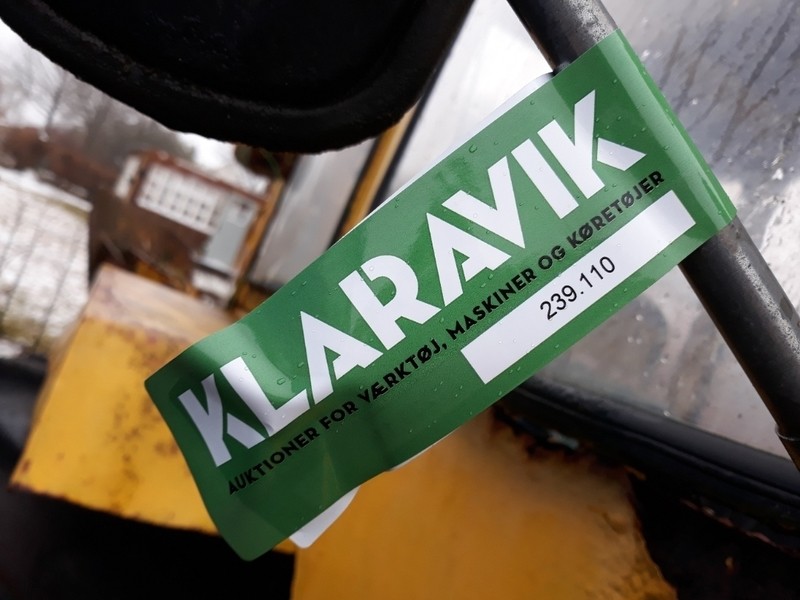 KLARAVIK
AUKTIONER FOR VÆRKTØJ, MASKINER OG KØRETØJER
239.110